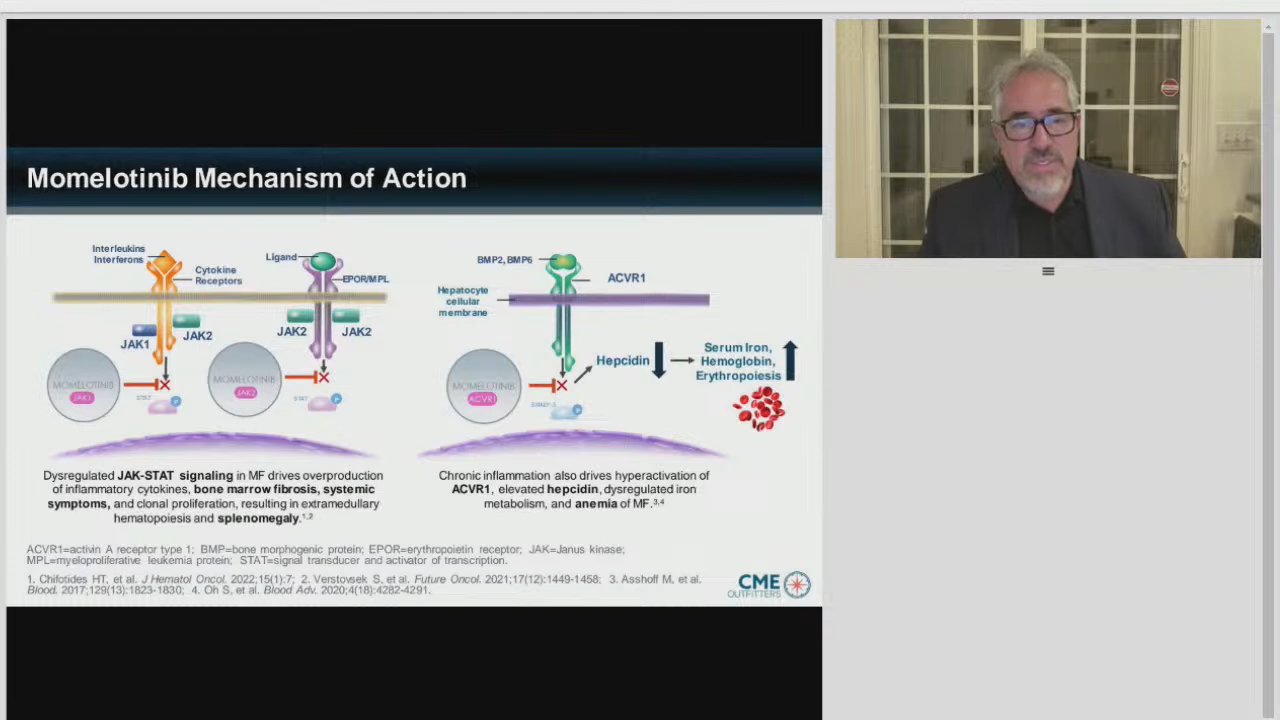 Momelotinib Mechanism of Action
Interleukins
Interferons
Cytokine
Receptors
Ligand
EPOR/MPL
JAK1
JAK2
JAK2
JAK2
MOMELOTINIB
JAK1
STAT
P
MOMELOTINIB
JAK2
STAT
P
BMP2, BMP6
ACVR1
Hepatocyte
cellular
membrane
MOMELOTINIB
ACVR1
P
Hepcidin
Serum Iron,
Hemoglobin,
Erythropoiesis
Dysregulated JAK-STAT signaling in MF drives overproduction
of inflammatory cytokines, bone marrow fibrosis, systemic
symptoms, and clonal proliferation, resulting in extramedullary
hematopoiesis and splenomegaly.1,2
Chronic inflammation also drives hyperactivation of
ACVR1, elevated hepcidin, dysregulated iron
metabolism, and anemia of MF.3,4
ACVR1=activin A receptor type 1; BMP=bone morphogenic protein; EPOR=erythropoietin receptor; JAK=Janus kinase;
MPL=myeloproliferative leukemia protein; STAT=signal transducer and activator of transcription.
1. Chifotides HT, et al. J Hematol Oncol. 2022;15(1):7; 2. Verstovsek S, et al. Future Oncol. 2021;17(12):1449-1458; 3. Asshoff M, et al.
Blood. 2017;129(13):1823-1830; 4. Oh S, et al. Blood Adv. 2020;4(18):4282-4291.
CME
OUTFITTERS